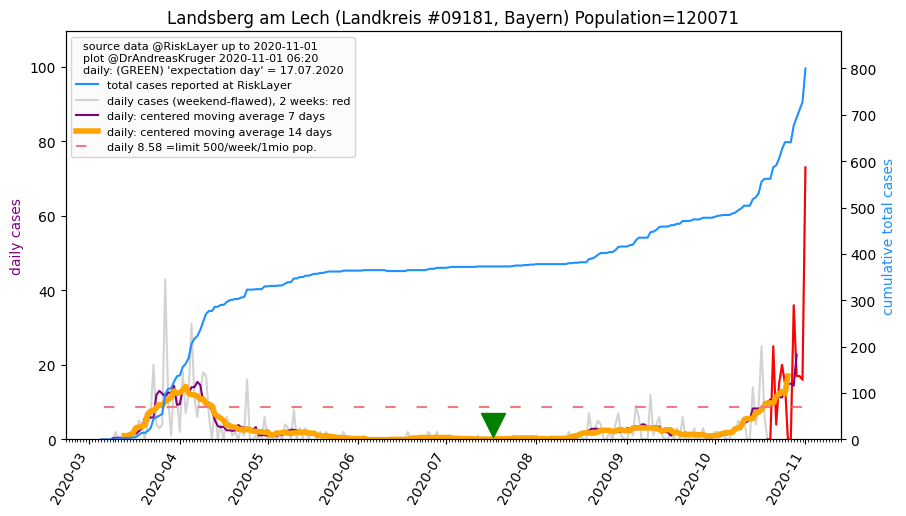 Landsberg am Lech (Landkreis #09181, Bayern) Population=120071
source data @RiskLayer up to 2020-11-01
plot @DrAndreasKruger 2020-11-01 06:20
daily: (GREEN) 'expectation day' = 17.07.2020
total cases reported at RiskLayer
daily cases (weekend-flawed), 2 weeks: red
daily: centered moving average 7 days
daily: centered moving average 14 days
daily 8.58 =limit 500/week/1mio pop.
daily cases
100
80
60
40
20
0
cumulative total cases
800
700
600
500
400
300
200
100
0
2020-03
2020-04
2020-05
2020-06
2020-07
2020-08
2020-09
2020-10
2020-11